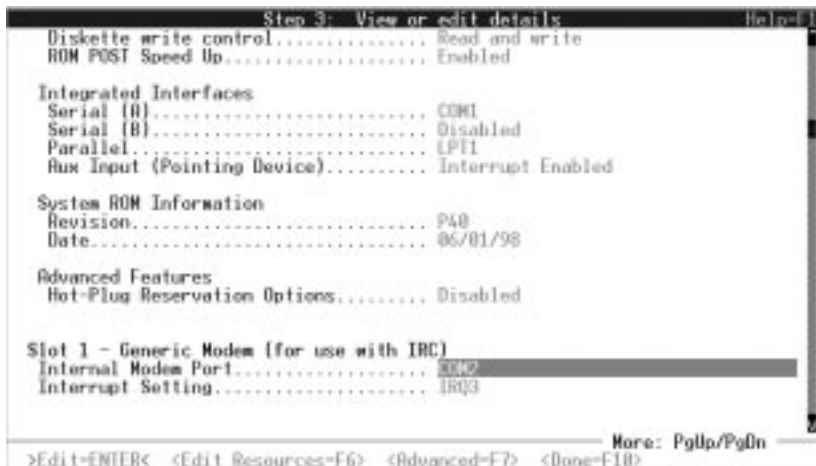 Step 3: View or edit details Help=F1
Diskette write control............... Read and write
ROM POST Speed Up.................... Enabled
Integrated Interfaces
Serial (A)........................... COM1
Serial (B)........................... Disabled
Parallel............................. LPT1
Aux Input (Pointing Device).......... Interrupt Enabled
System ROM Information
Revision............................. P40
Date................................. 06/01/98
Advanced Features
Hot-Plug Reservation Options......... Disabled
Slot 1 - Generic Modem (for use with IRC)
Internal Modem Port.................... COM2
Interrupt Setting...................... IRQ3
More: PgUp/PgDn
>Edit=ENTER< <Edit Resources=F6> <Advanced=F7> <Done=F10>